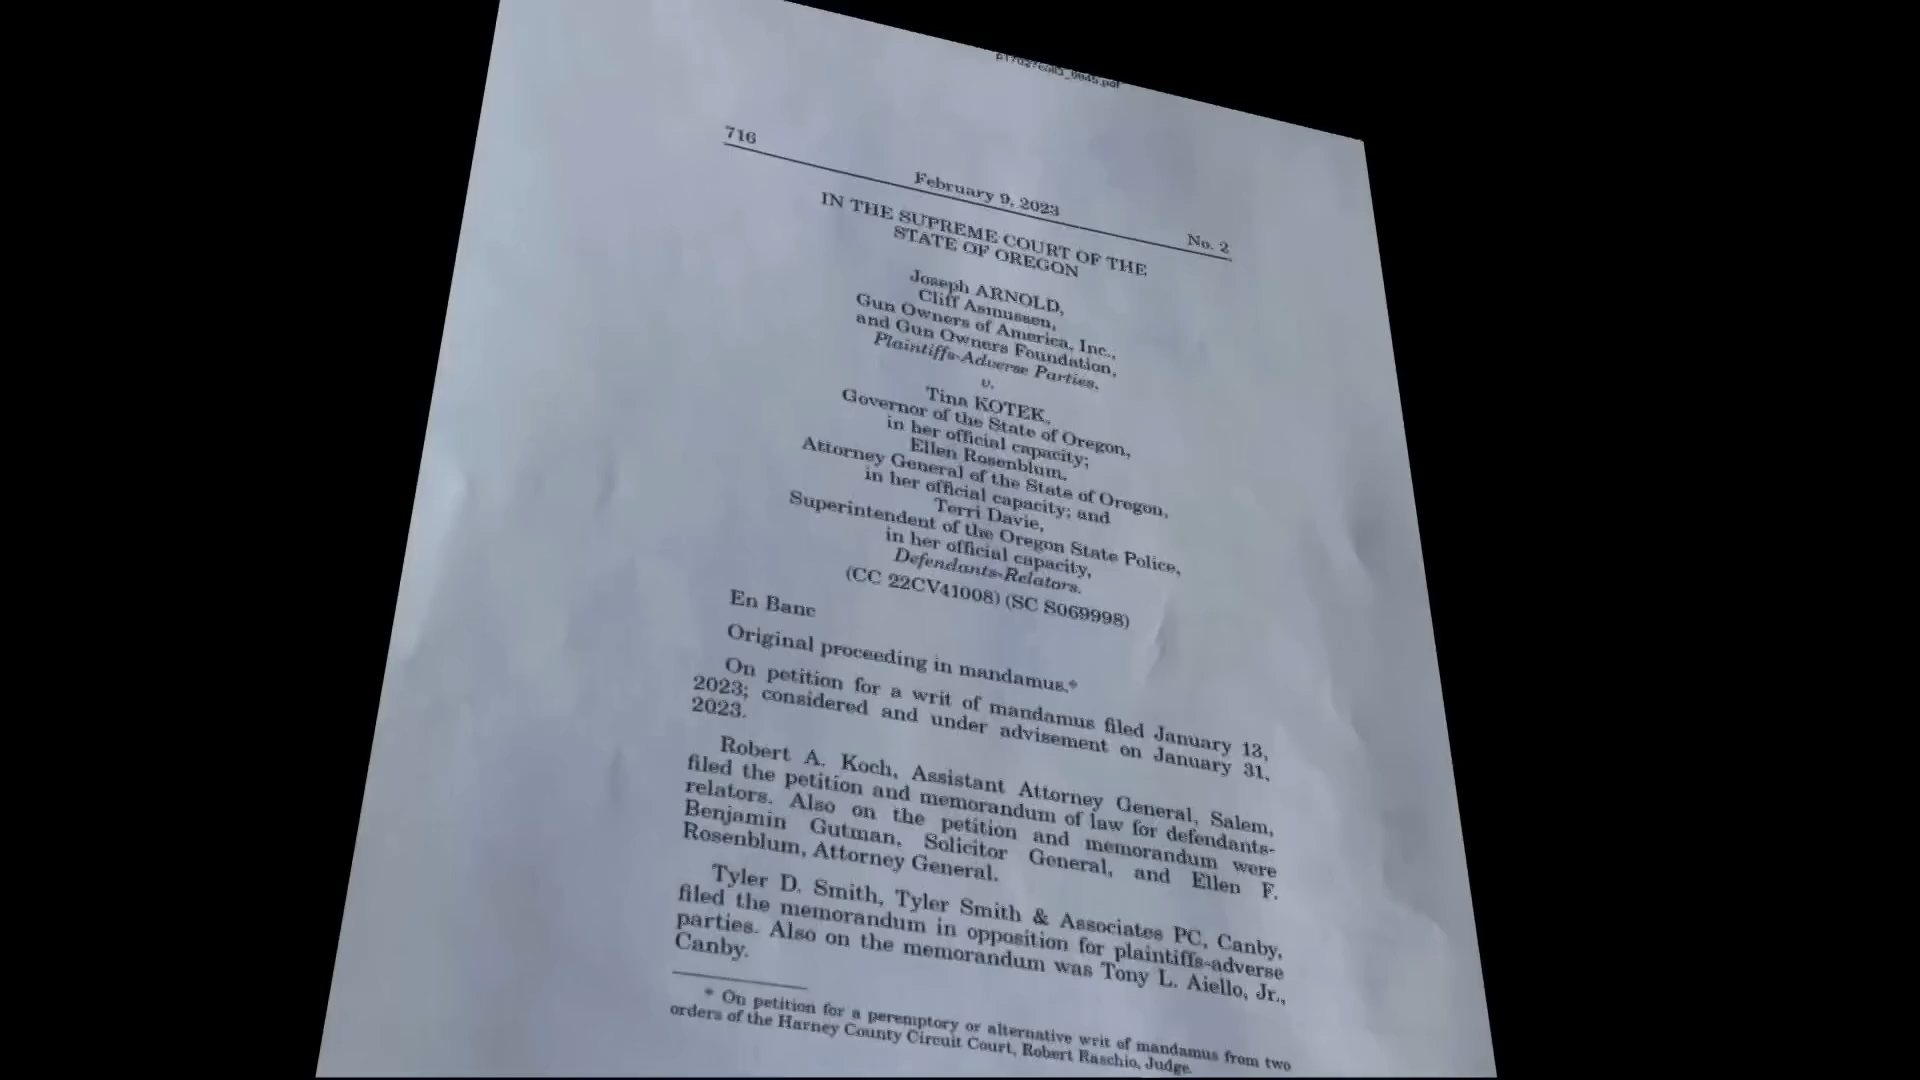 p17027coll3_0845.pdf
716
February 9, 2023
No. 2
IN THE SUPREME COURT OF THE
STATE OF OREGON
Joseph ARNOLD,
Cliff Asmussen,
Gun Owners of America, Inc.,
and Gun Owners Foundation,
Plaintiffs-Adverse Parties,
v.
Tina KOTEK,
Governor of the State of Oregon,
in her official capacity;
Ellen Rosenblum,
Attorney General of the State of Oregon,
in her official capacity; and
Terri Davie,
Superintendent of the Oregon State Police,
in her official capacity,
Defendants-Relators.
(CC 22CV41008) (SC S069998)
En Banc
Original proceeding in mandamus.*
On petition for a writ of mandamus filed January 13,
2023; considered and under advisement on January 31,
2023.
Robert A. Koch, Assistant Attorney General, Salem,
filed the petition and memorandum of law for defendants-
relators. Also on the petition and memorandum were
Benjamin Gutman, Solicitor General, and Ellen F.
Rosenblum, Attorney General.
Tyler D. Smith, Tyler Smith & Associates PC, Canby,
filed the memorandum in opposition for plaintiffs-adverse
parties. Also on the memorandum was Tony L. Aiello, Jr.,
Canby.
* On petition for a peremptory or alternative writ of mandamus from two
orders of the Harney County Circuit Court, Robert Raschio, Judge.